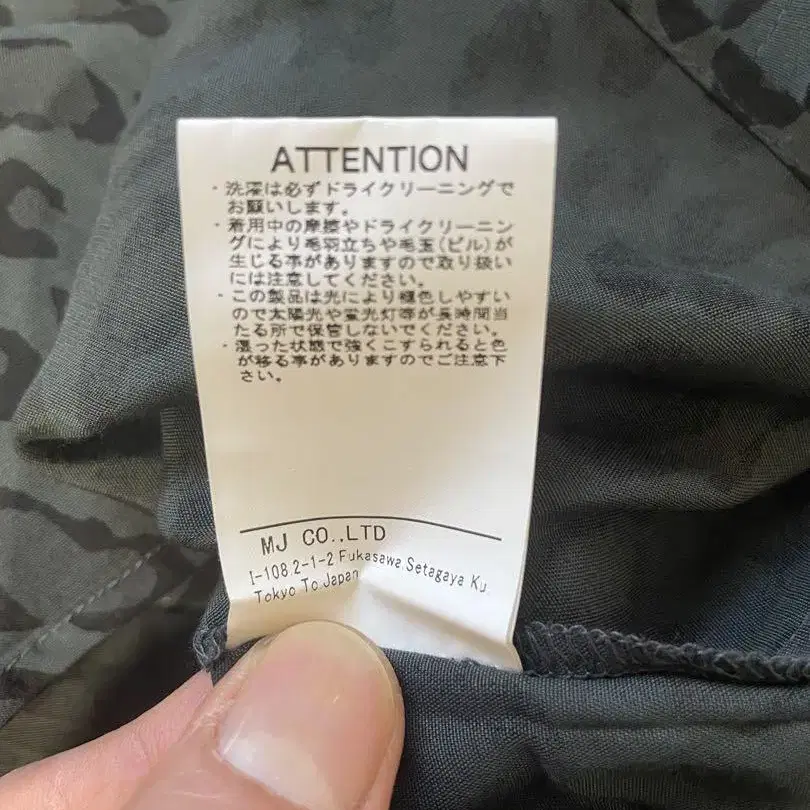 ATTENTION
・洗濯は必ずドライクリーニングで
お願いします。
・着用中の摩擦やドライクリーニン
グにより毛羽立ちや毛玉(ピル)が
生じる事がありますので取り扱い
には注意してください。
・この製品は光により褪色しやすい
ので太陽光や蛍光灯等が長時間当
たる所で保管しないでください。
・湿った状態で強くこすられると色
が移る事がありますのでご注意下
さい。
MJ CO.,LTD
I-108.2-1-2 Fukasawa.Setagaya Ku.
Tokyo To Japan